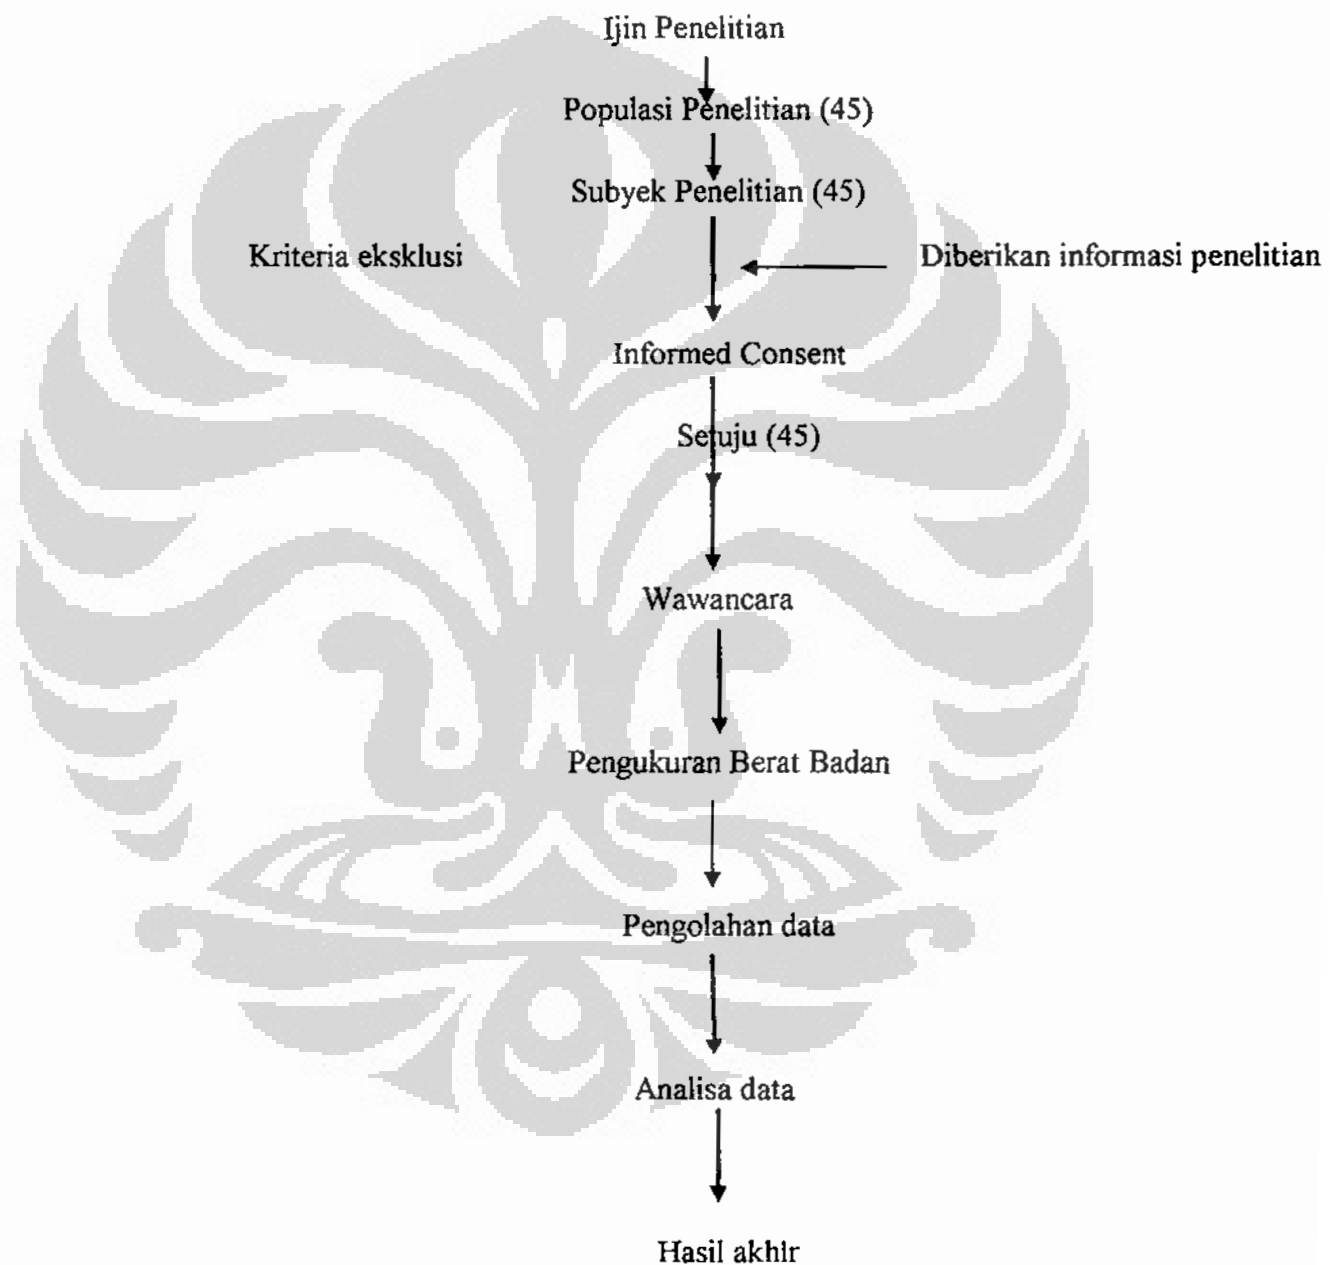 Ijin Penelitian
Populasi Penelitian (45)
Subyek Penelitian (45)
Kriteria eksklusi
Diberikan informasi penelitian
Informed Consent
Setuju (45)
Wawancara
Pengukuran Berat Badan
Pengolahan data
Analisa data
Hasil akhir